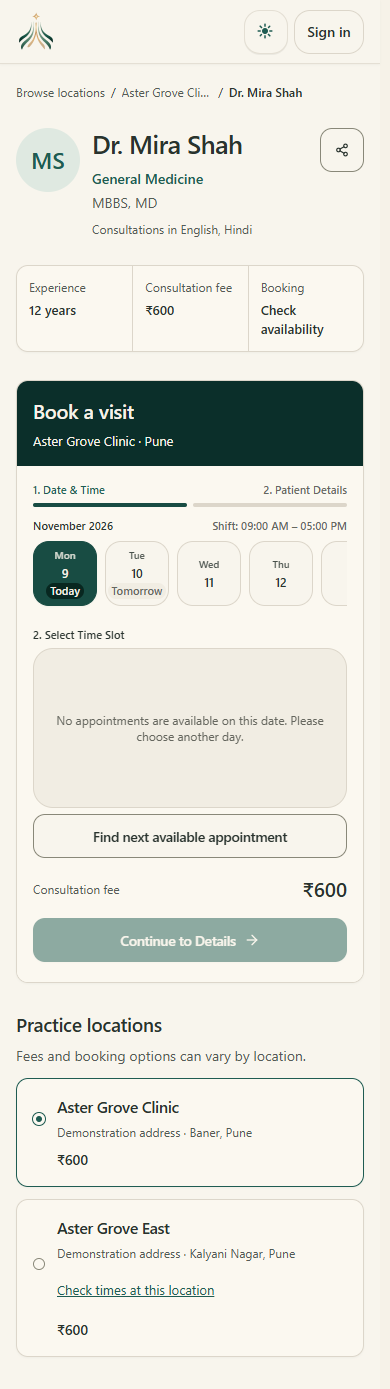 Sign in
Browse locations / Aster Grove Cli... / Dr. Mira Shah
MS
Dr. Mira Shah
General Medicine
MBBS, MD
Consultations in English, Hindi
Experience
12 years
Consultation fee
₹600
Booking
Check
availability
Book a visit
Aster Grove Clinic · Pune
1. Date & Time
2. Patient Details
November 2026
Shift: 09:00 AM – 05:00 PM
Mon
9
Today
Tue
10
Tomorrow
Wed
11
Thu
12
2. Select Time Slot
No appointments are available on this date. Please
choose another day.
Find next available appointment
Consultation fee
₹600
Continue to Details →
Practice locations
Fees and booking options can vary by location.
Aster Grove Clinic
Demonstration address · Baner, Pune
₹600
Aster Grove East
Demonstration address · Kalyani Nagar, Pune
Check times at this location
₹600